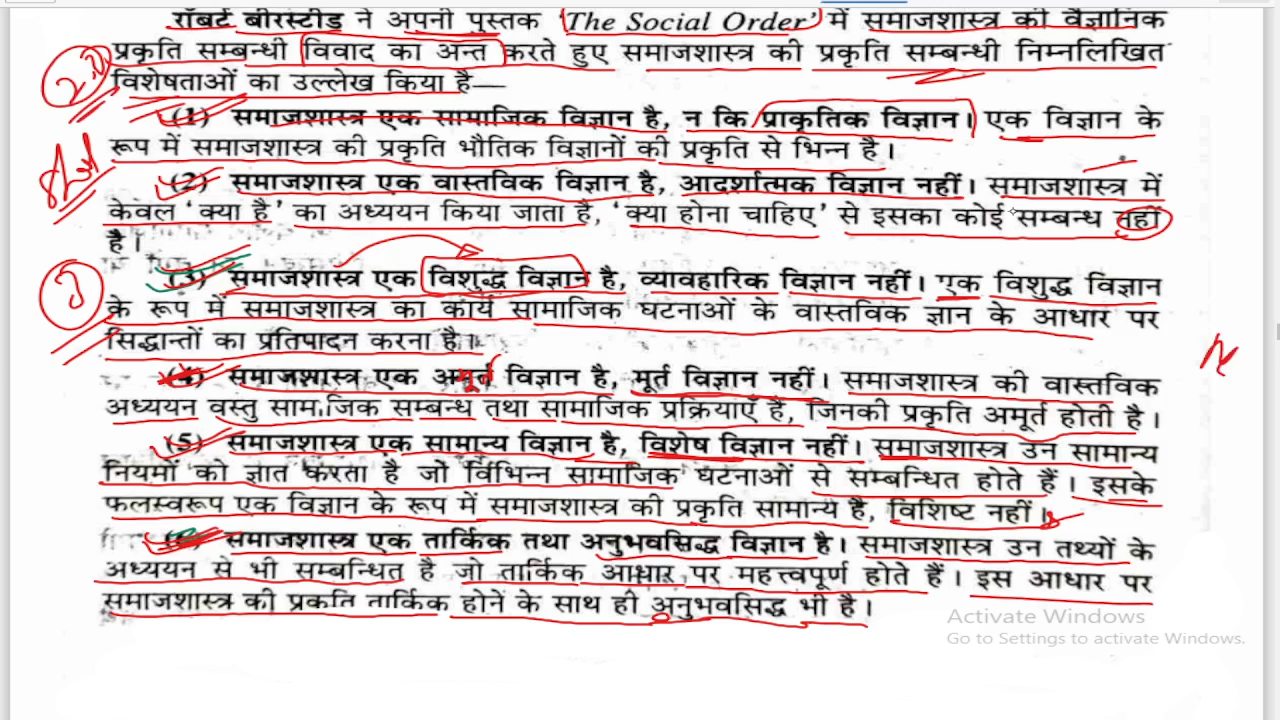 रॉबर्ट बीरस्टीड ने अपनी पुस्तक 'The Social Order' में समाजशास्त्र की वैज्ञानिक
प्रकृति सम्बन्धी विवाद का अन्त करते हुए समाजशास्त्र की प्रकृति सम्बन्धी निम्नलिखित
विशेषताओं का उल्लेख किया है—
(1) समाजशास्त्र एक सामाजिक विज्ञान है, न कि प्राकृतिक विज्ञान। एक विज्ञान के
रूप में समाजशास्त्र की प्रकृति भौतिक विज्ञानों की प्रकृति से भिन्न है।
(2) समाजशास्त्र एक वास्तविक विज्ञान है, आदर्शात्मक विज्ञान नहीं। समाजशास्त्र में
केवल 'क्या है' का अध्ययन किया जाता है, 'क्या होना चाहिए' से इसका कोई सम्बन्ध नहीं
है।
(3) समाजशास्त्र एक विशुद्ध विज्ञान है, व्यावहारिक विज्ञान नहीं। एक विशुद्ध विज्ञान
के रूप में समाजशास्त्र का कार्य सामाजिक घटनाओं के वास्तविक ज्ञान के आधार पर
सिद्धान्तों का प्रतिपादन करना है।
(4) समाजशास्त्र एक अमूर्त विज्ञान है, मूर्त विज्ञान नहीं। समाजशास्त्र की वास्तविक
अध्ययन वस्तु सामाजिक सम्बन्ध तथा सामाजिक प्रक्रियाएँ हैं, जिनकी प्रकृति अमूर्त होती है।
(5) समाजशास्त्र एक सामान्य विज्ञान है, विशेष विज्ञान नहीं। समाजशास्त्र उन सामान्य
नियमों को ज्ञात करता है जो विभिन्न सामाजिक घटनाओं से सम्बन्धित होते हैं। इसके
फलस्वरूप एक विज्ञान के रूप में समाजशास्त्र की प्रकृति सामान्य है, विशिष्ट नहीं।
समाजशास्त्र एक तार्किक तथा अनुभवसिद्ध विज्ञान है। समाजशास्त्र उन तथ्यों के
अध्ययन से भी सम्बन्धित है जो तार्किक आधार पर महत्त्वपूर्ण होते हैं। इस आधार पर
समाजशास्त्र की प्रकृति तार्किक होने के साथ ही अनुभवसिद्ध भी है।
Activate Windows
Go to Settings to activate Windows.